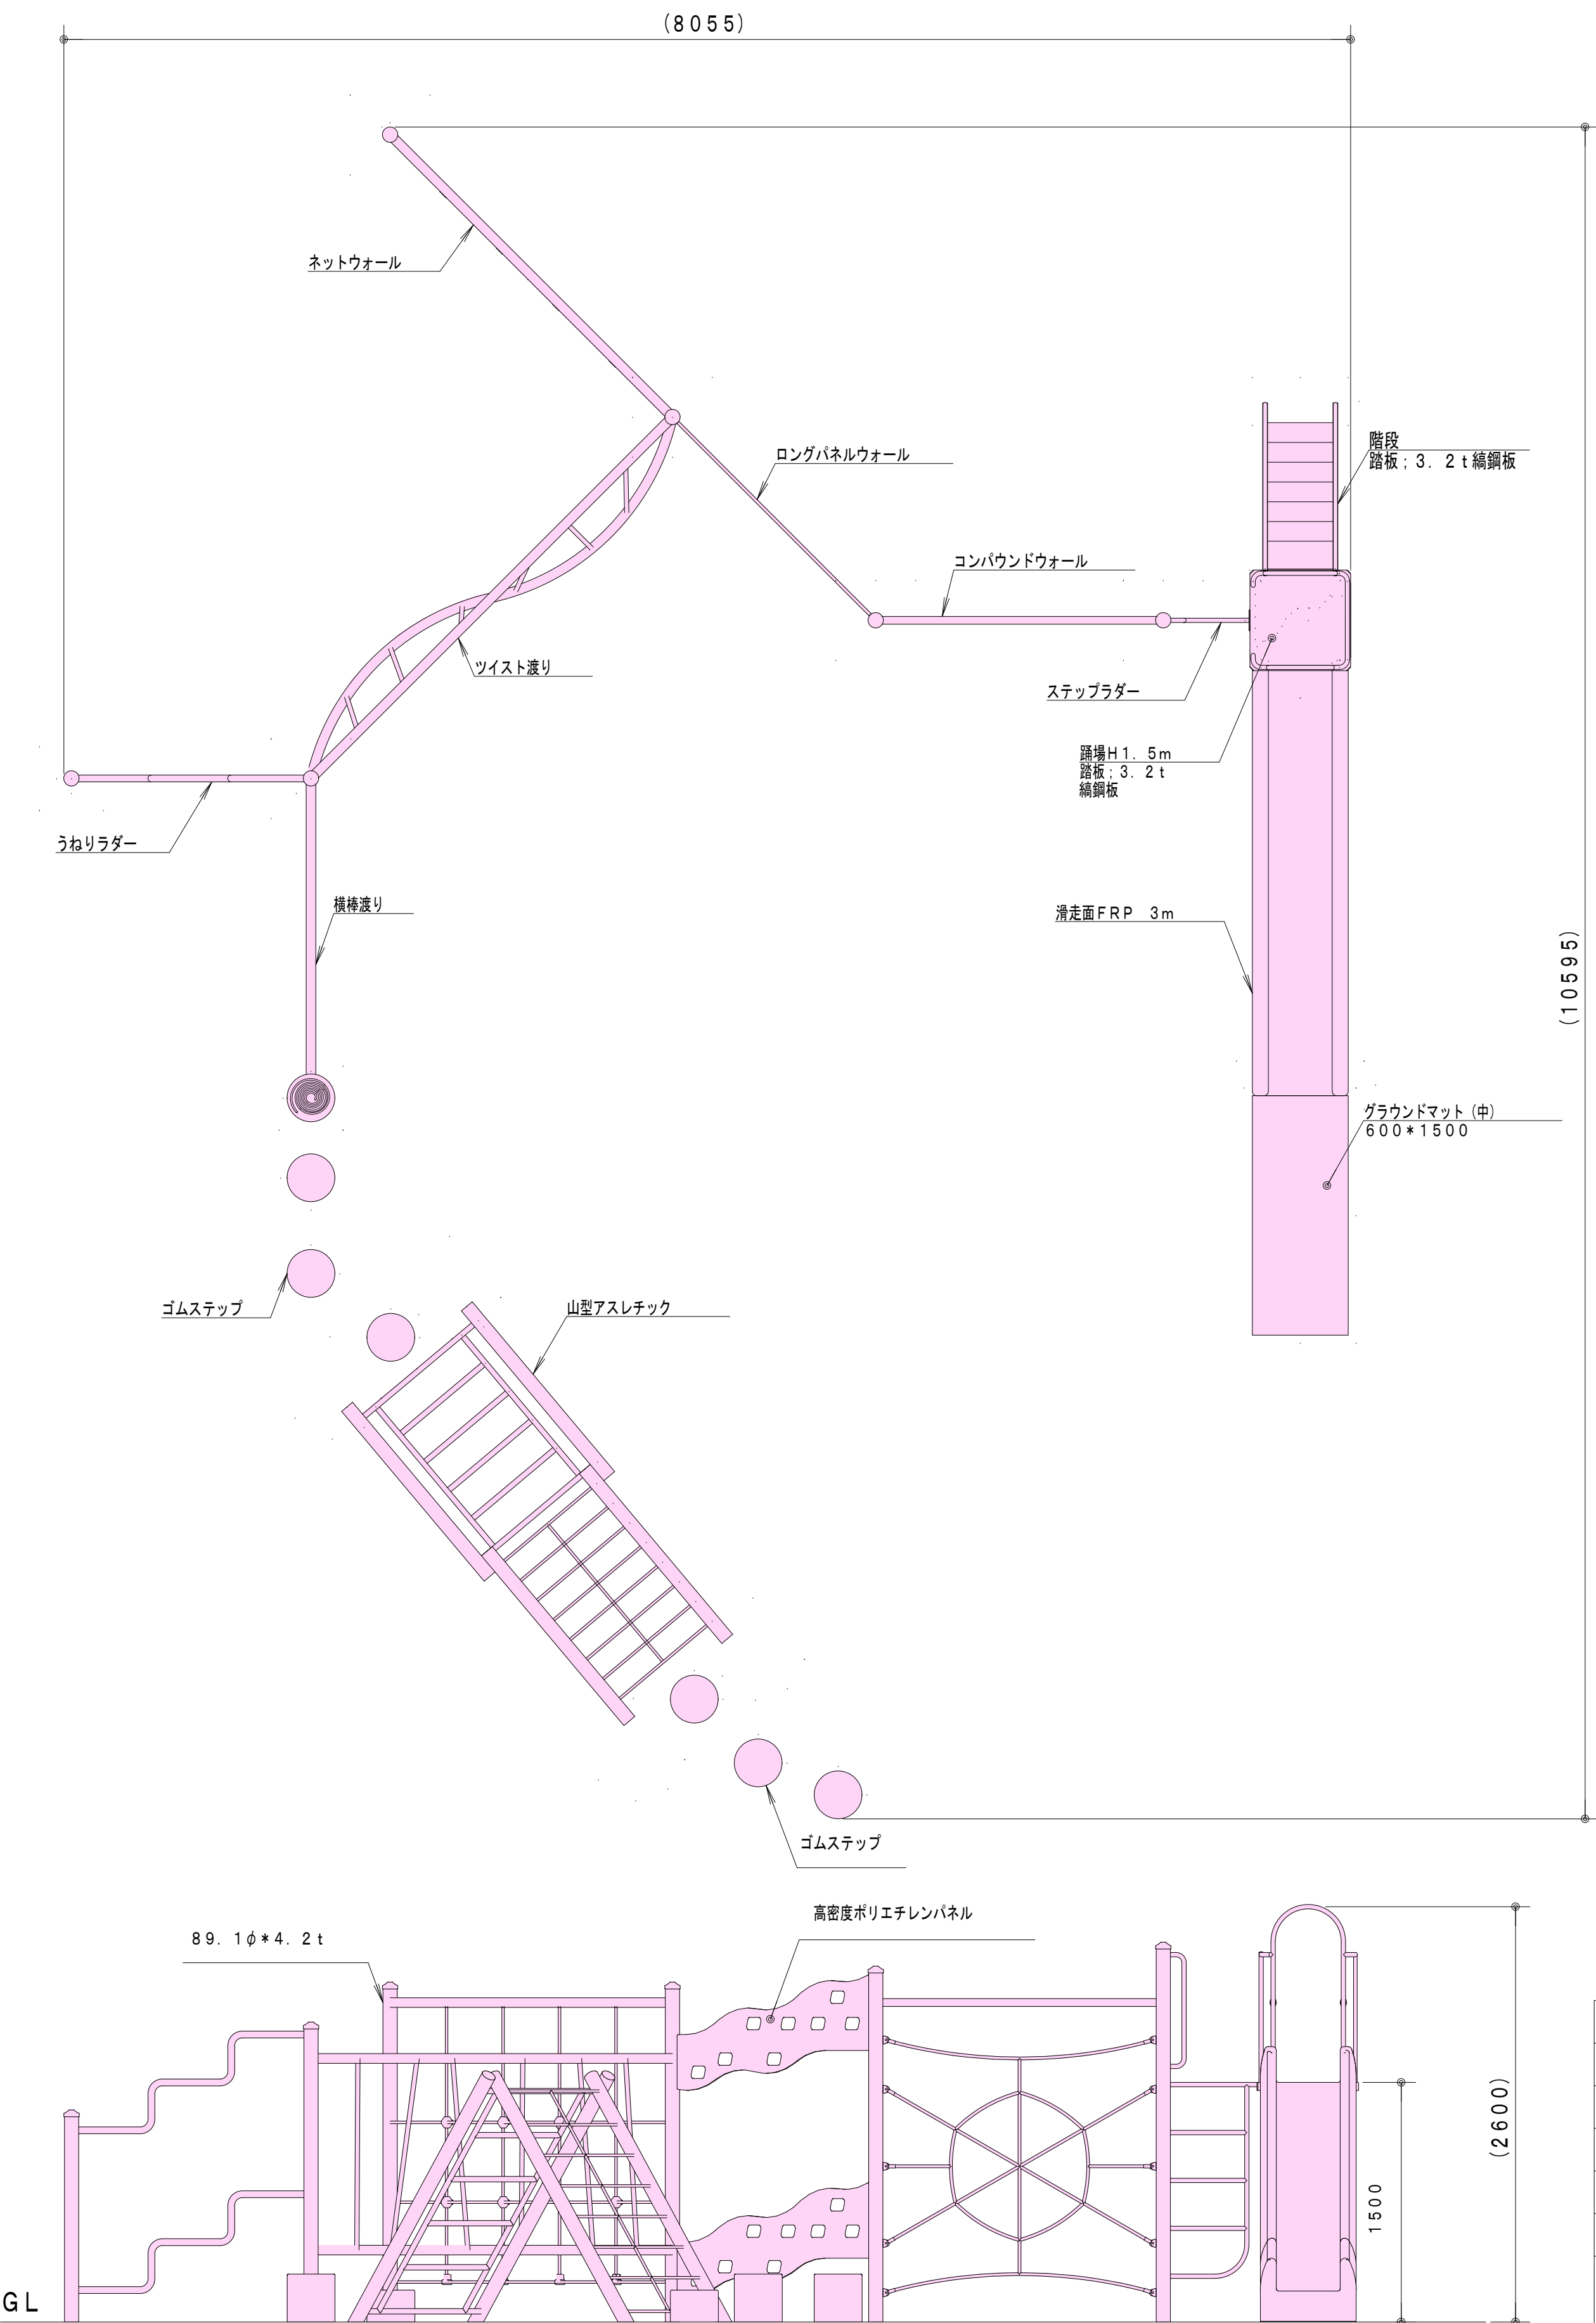 (8055)
ネットウォール
ロングパネルウォール
階段
踏板；3．2t縞鋼板
コンパウンドウォール
ツイスト渡り
ステップラダー
踊場H1．5m
踏板；3．2t
縞鋼板
うねりラダー
横棒渡り
滑走面FRP　3m
(10595)
グラウンドマット（中）
600*1500
ゴムステップ
山型アスレチック
ゴムステップ
高密度ポリエチレンパネル
89．1φ*4．2t
(2600)
1500
GL